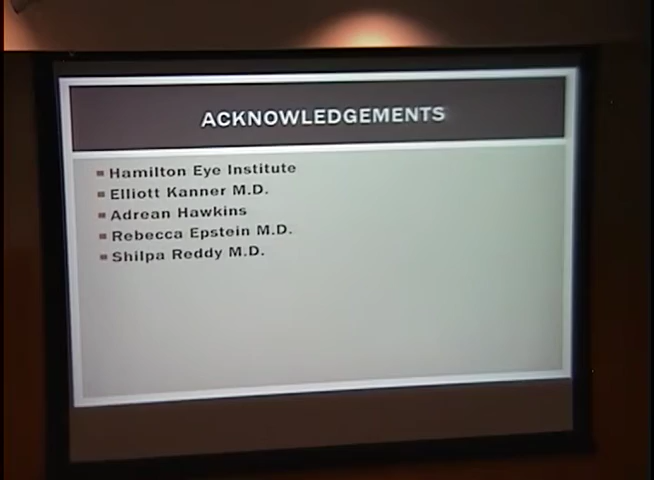 ACKNOWLEDGEMENTS
Hamilton Eye Institute
Elliott Kanner M.D.
Adrean Hawkins
Rebecca Epstein M.D.
Shilpa Reddy M.D.